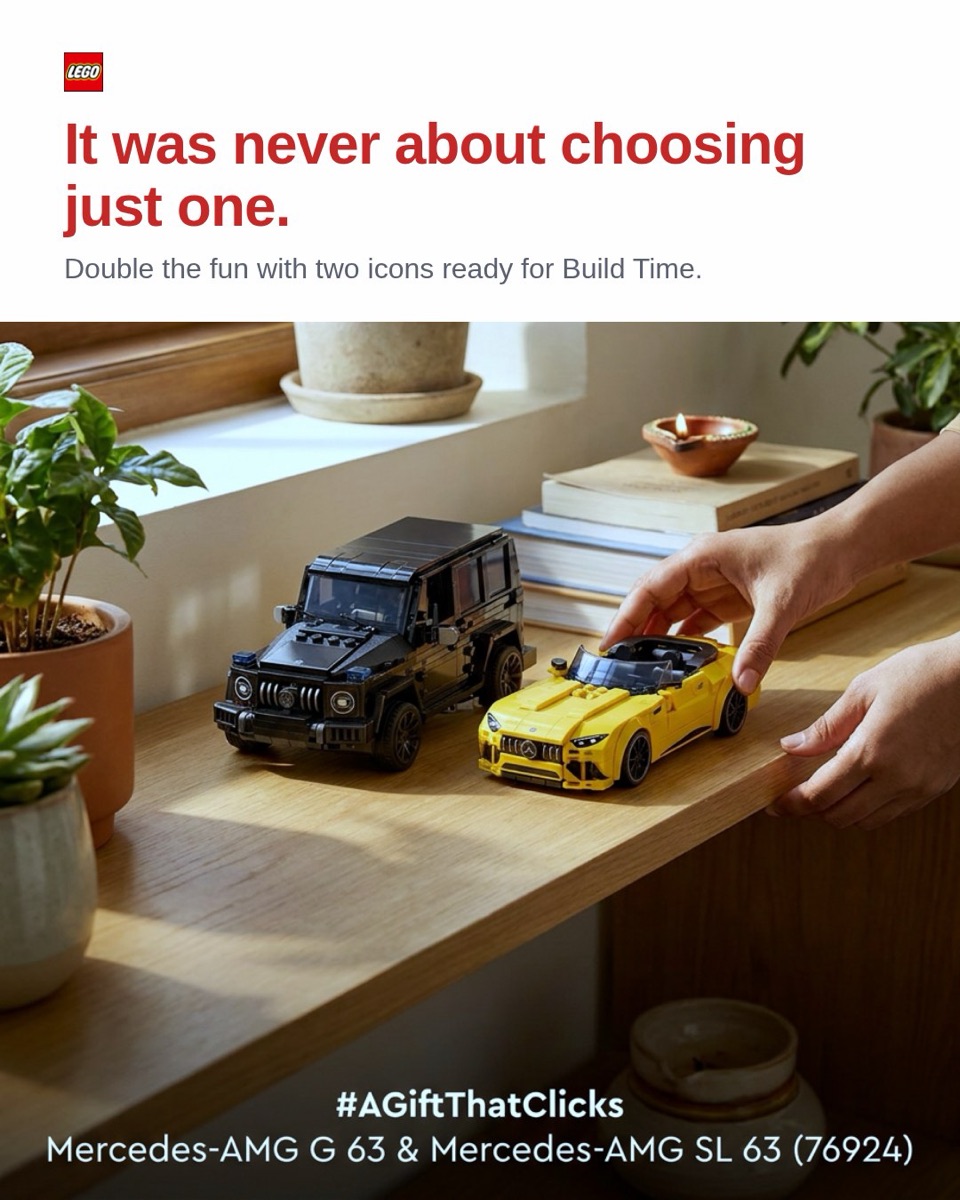 LEGO
It was never about choosing
just one.
Double the fun with two icons ready for Build Time.
#AGiftThatClicks
Mercedes-AMG G 63 & Mercedes-AMG SL 63 (76924)